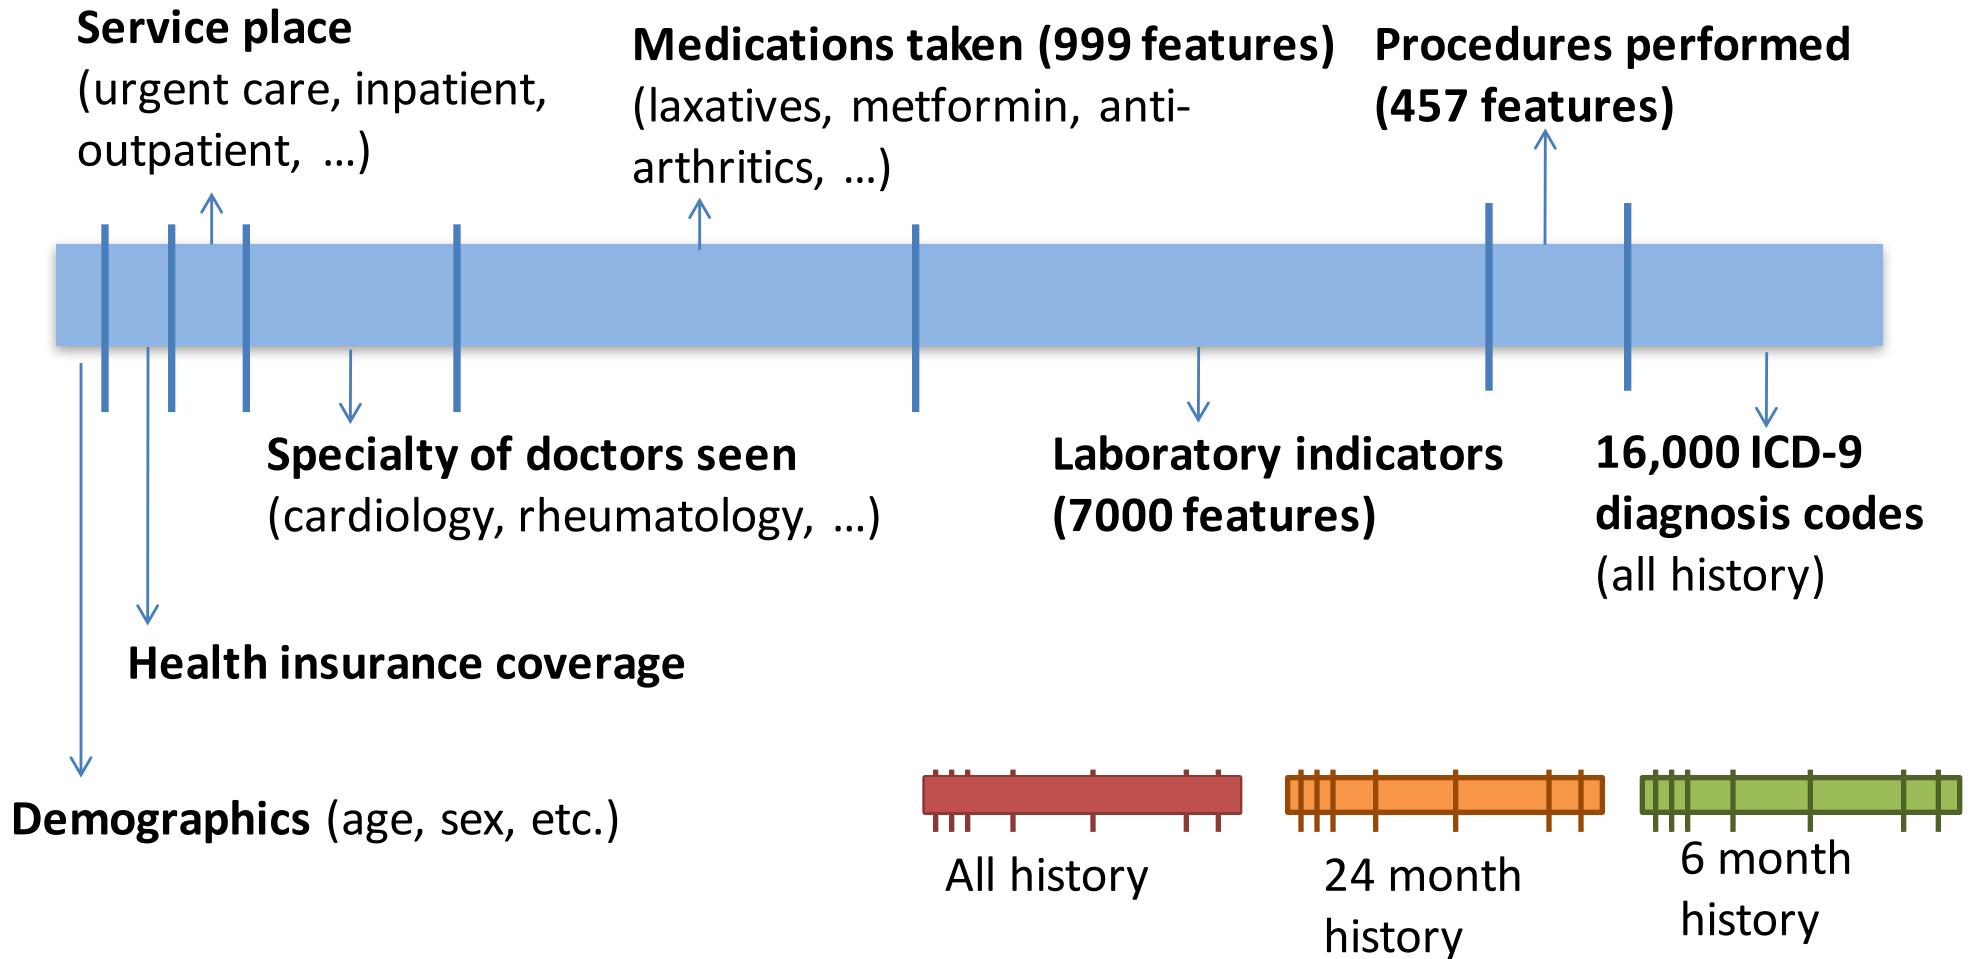 Service place
(urgent care, inpatient,
outpatient, ...)
Medications taken (999 features)
(laxatives, metformin, anti-
arthritics, ...)
Procedures performed
(457 features)
Specialty of doctors seen
(cardiology, rheumatology, ...)
Laboratory indicators
(7000 features)
16,000 ICD-9
diagnosis codes
(all history)
Health insurance coverage
Demographics (age, sex, etc.)
All history
24 month
history
6 month
history